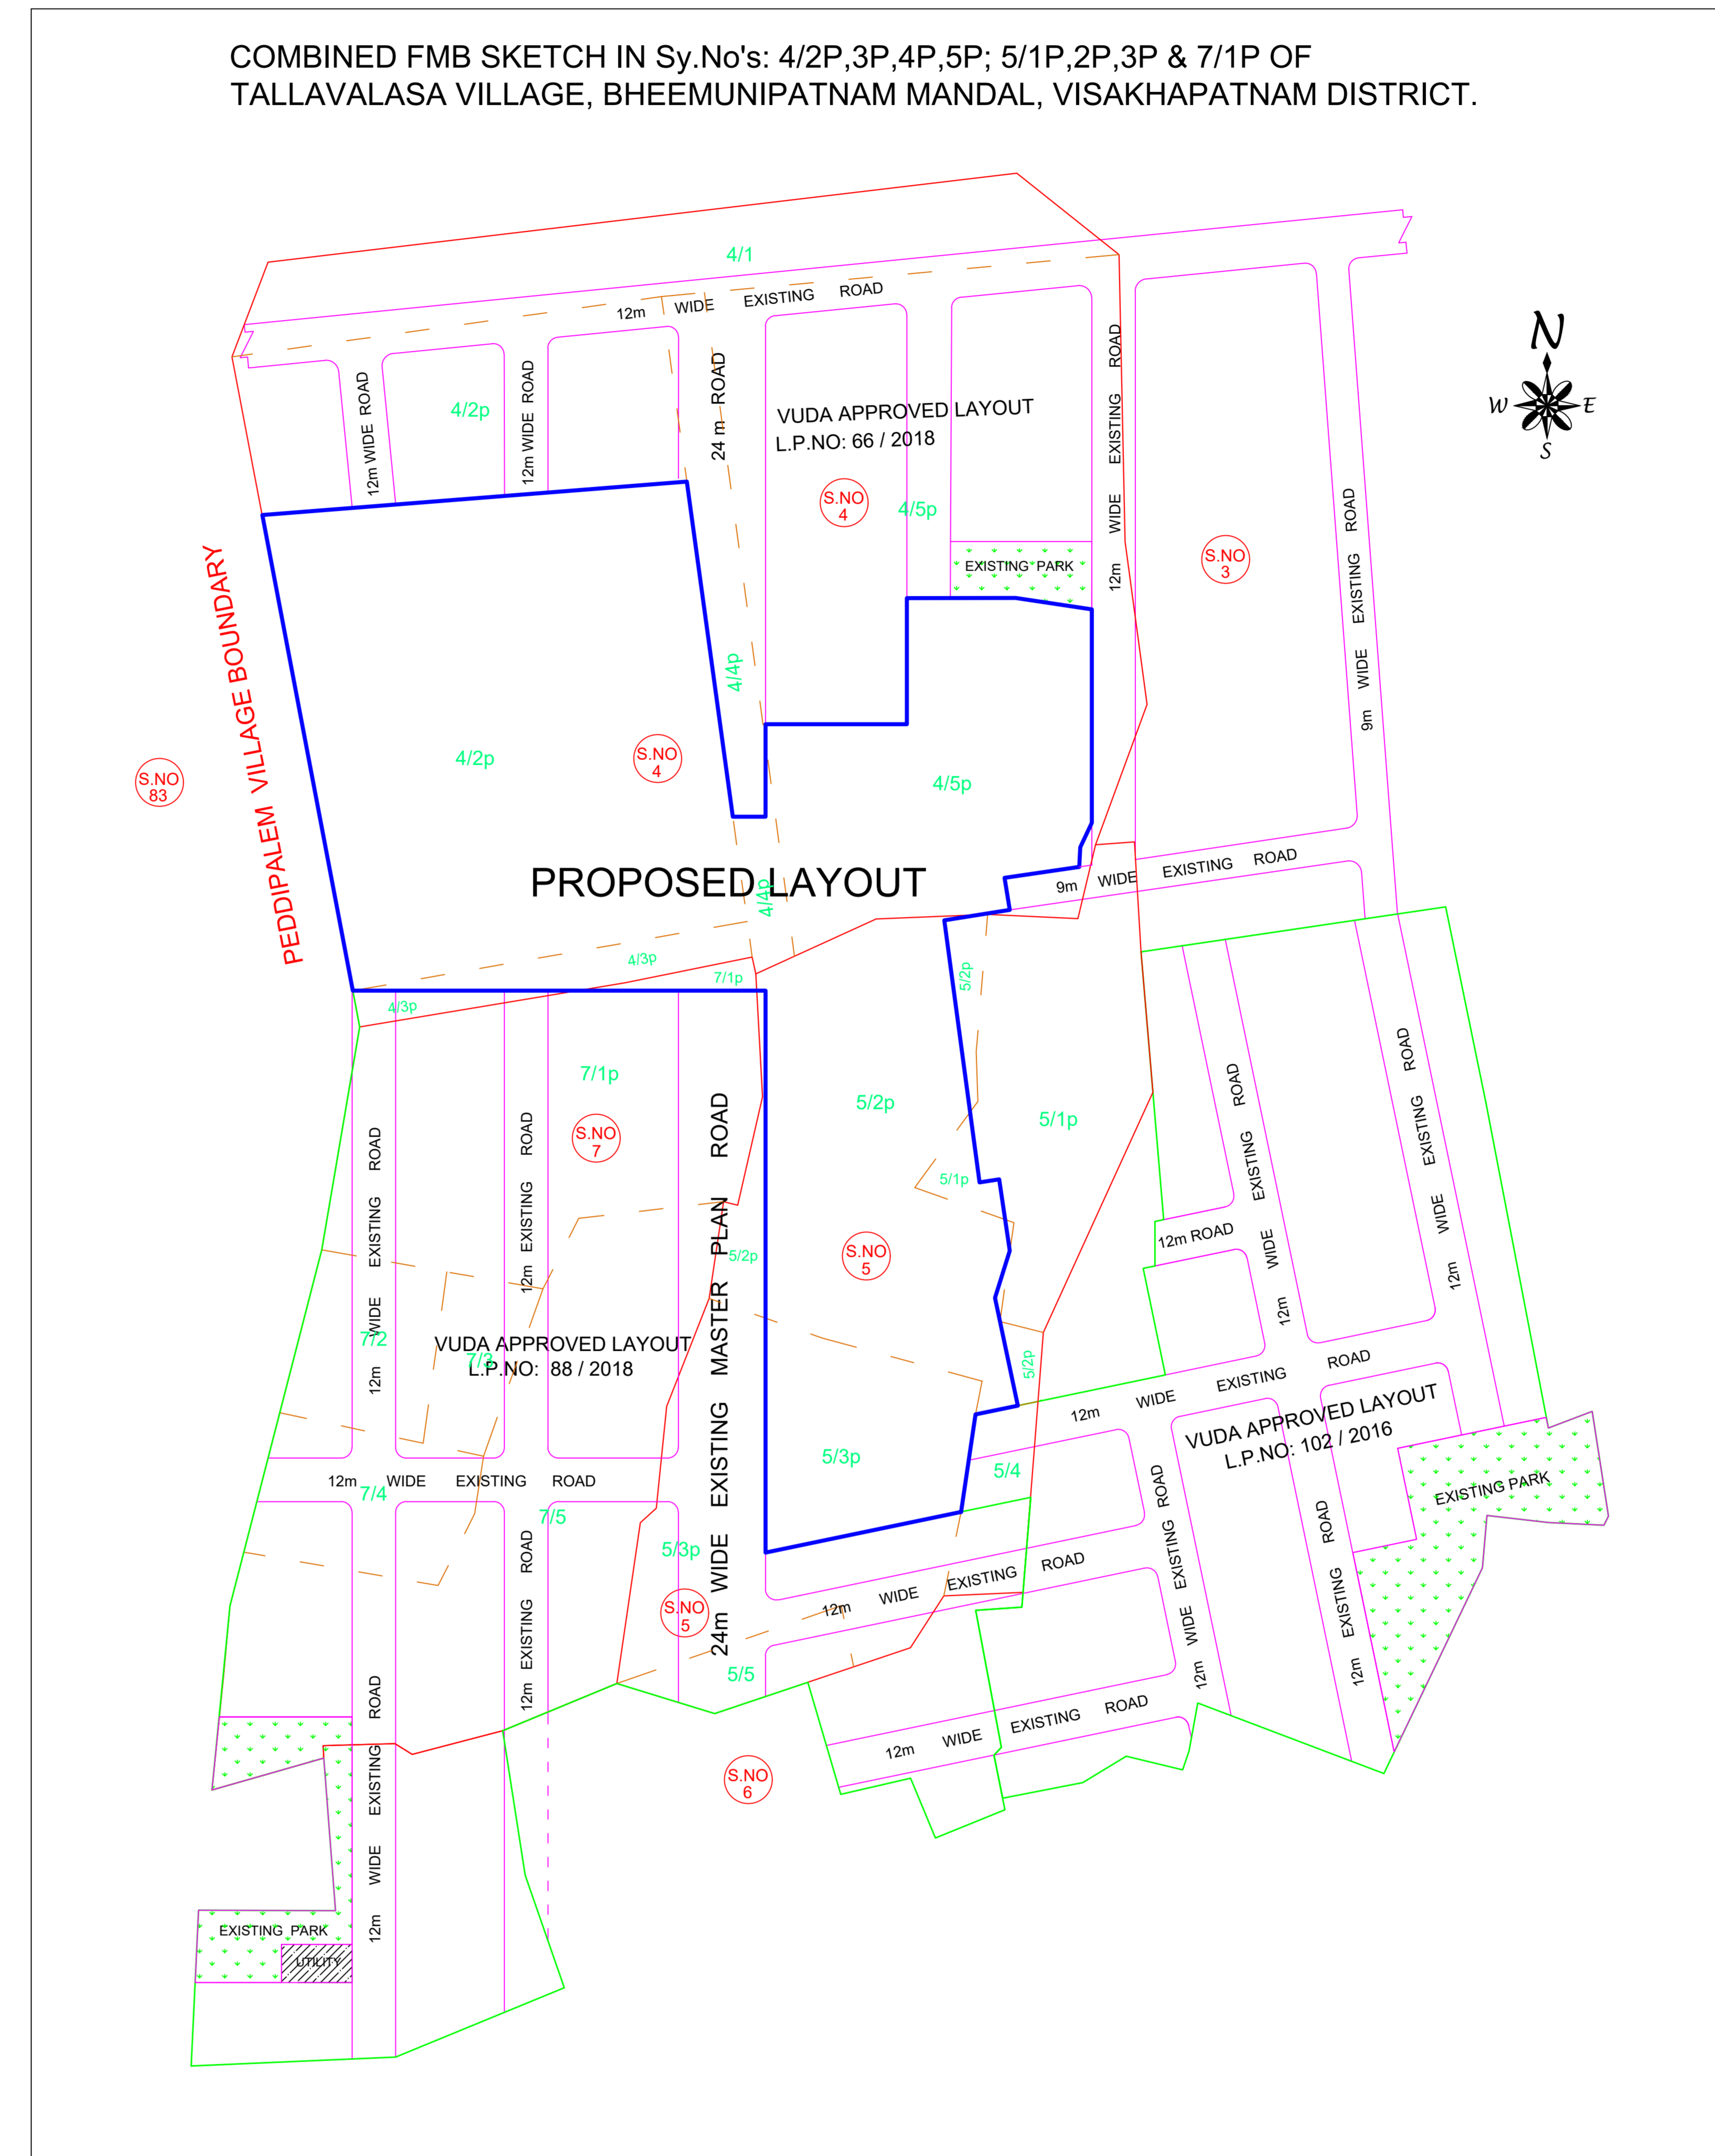 COMBINED FMB SKETCH IN Sy.No's: 4/2P,3P,4P,5P; 5/1P,2P,3P & 7/1P OF
TALLAVALASA VILLAGE, BHEEMUNIPATNAM MANDAL, VISAKHAPATNAM DISTRICT.
4/1
12m WIDE EXISTING ROAD
N
W
E
S
12m WIDE ROAD
4/2p
12m WIDE ROAD
24 m ROAD
VUDA APPROVED LAYOUT
L.P.NO: 66 / 2018
S.NO
4
4/5p
12m WIDE EXISTING ROAD
EXISTING PARK
S.NO
3
9m WIDE EXISTING ROAD
PEDDIPALEM VILLAGE BOUNDARY
S.NO
83
4/2p
S.NO
4
4/4p
4/5p
PROPOSED LAYOUT
4/4p
9m WIDE EXISTING ROAD
4/3p
7/1p
4/3p
5/2p
7/1p
S.NO
7
5/2p
5/1p
5/1p
12m WIDE EXISTING ROAD
12m EXISTING ROAD
24m WIDE EXISTING MASTER PLAN ROAD
5/2p
S.NO
5
12m ROAD
12m WIDE EXISTING ROAD
12m WIDE EXISTING ROAD
7/2
7/3
VUDA APPROVED LAYOUT
L.P.NO: 88 / 2018
5/2p
12m WIDE EXISTING ROAD
VUDA APPROVED LAYOUT
L.P.NO: 102 / 2016
5/3p
5/4
12m WIDE EXISTING ROAD
7/4
7/5
EXISTING PARK
5/3p
S.NO
5
12m WIDE EXISTING ROAD
12m WIDE EXISTING ROAD
12m WIDE EXISTING ROAD
12m EXISTING ROAD
5/5
12m WIDE EXISTING ROAD
12m WIDE EXISTING ROAD
S.NO
6
EXISTING PARK
UTILITY